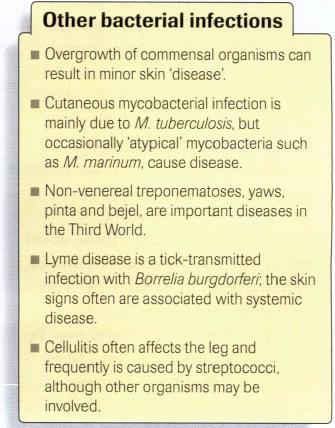 Other bacterial infections
■ Overgrowth of commensal organisms can
result in minor skin ‘disease’.
■ Cutaneous mycobacterial infection is
mainly due to M. tuberculosis, but
occasionally ‘atypical’ mycobacteria such
as M. marinum, cause disease.
■ Non-venereal treponematoses, yaws,
pinta and bejel, are important diseases in
the Third World.
■ Lyme disease is a tick-transmitted
infection with Borrelia burgdorferi; the skin
signs often are associated with systemic
disease.
■ Cellulitis often affects the leg and
frequently is caused by streptococci,
although other organisms may be
involved.